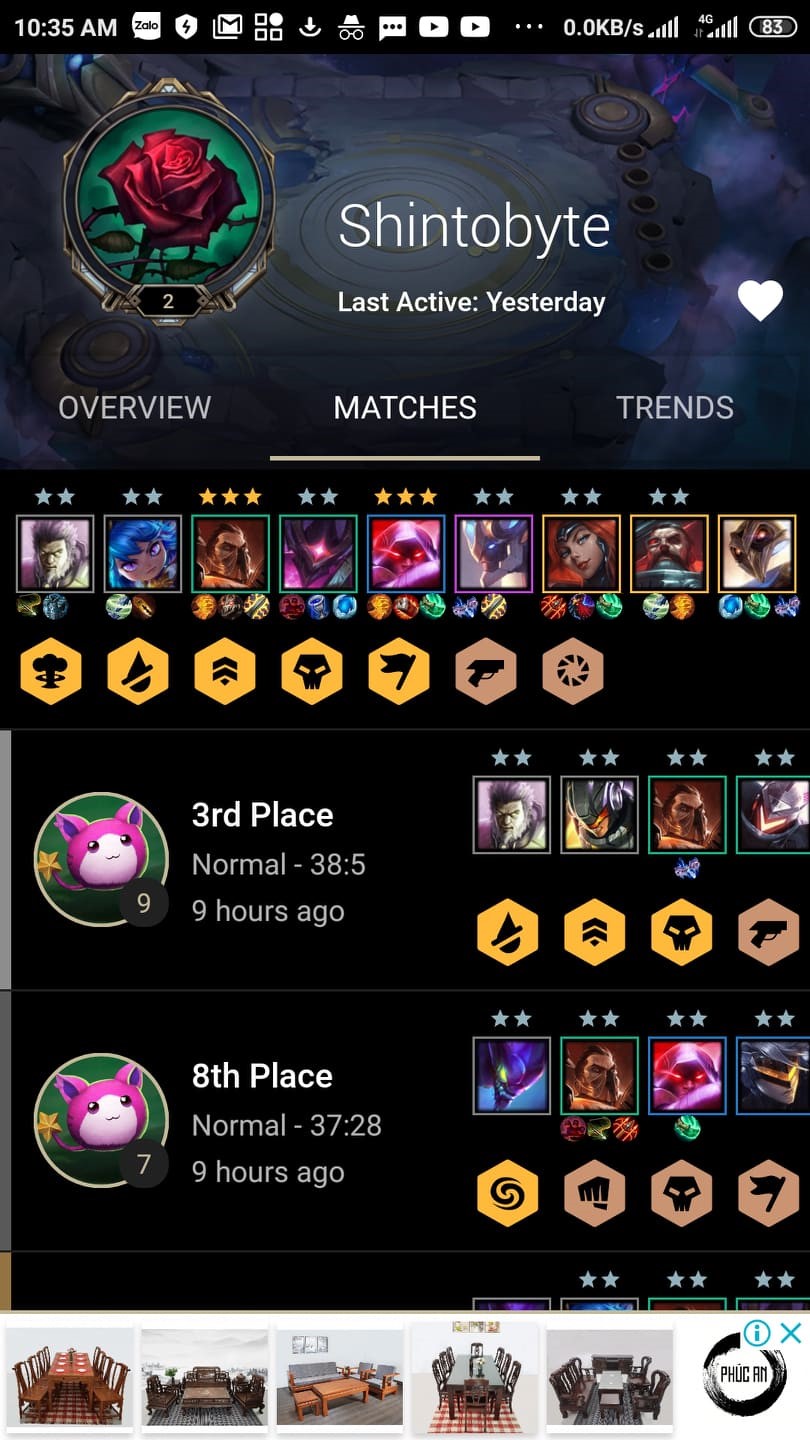 10:35 AM
Zalo
0.0KB/s
4G
83
2
Shintobyte
Last Active: Yesterday
OVERVIEW
MATCHES
TRENDS
3rd Place
Normal - 38:5
9
9 hours ago
8th Place
Normal - 37:28
7
9 hours ago
PHÚC AN